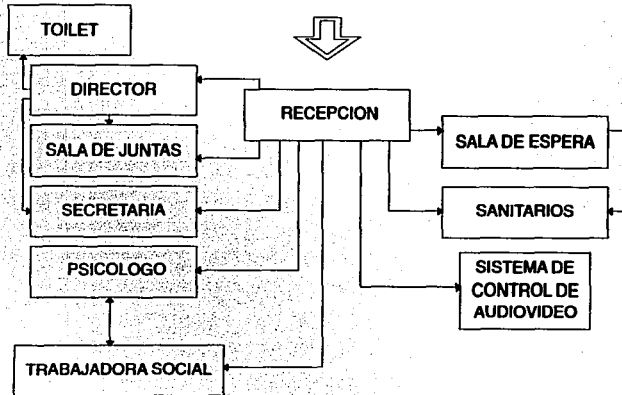 TOILET
DIRECTOR
RECEPCION
SALA DE JUNTAS
SALA DE ESPERA
SECRETARIA
SANITARIOS
PSICOLOGO
SISTEMA DE
CONTROL DE
AUDIOVIDEO
TRABAJADORA SOCIAL